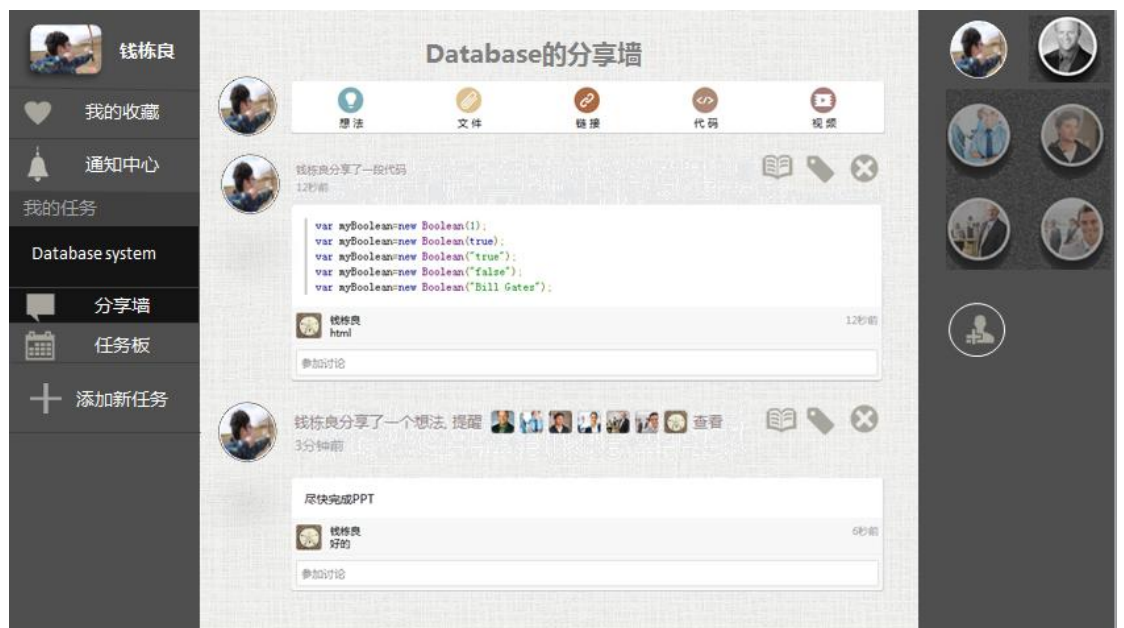 钱栋良
我的收藏
通知中心
我的任务
Database system
分享墙
任务板
添加新任务
Database的分享墙
想法 文件 链接 代码 视频
钱栋良分享了一段代码
12秒前
var myBoolean=new Boolean(1);
var myBoolean=new Boolean(true);
var myBoolean=new Boolean("true");
var myBoolean=new Boolean("false");
var myBoolean=new Boolean("Bill Gates");
钱栋良 12秒前
html
参加讨论
钱栋良分享了一个想法, 提醒 查看
3分钟前
尽快完成PPT
钱栋良 6秒前
好的
参加讨论